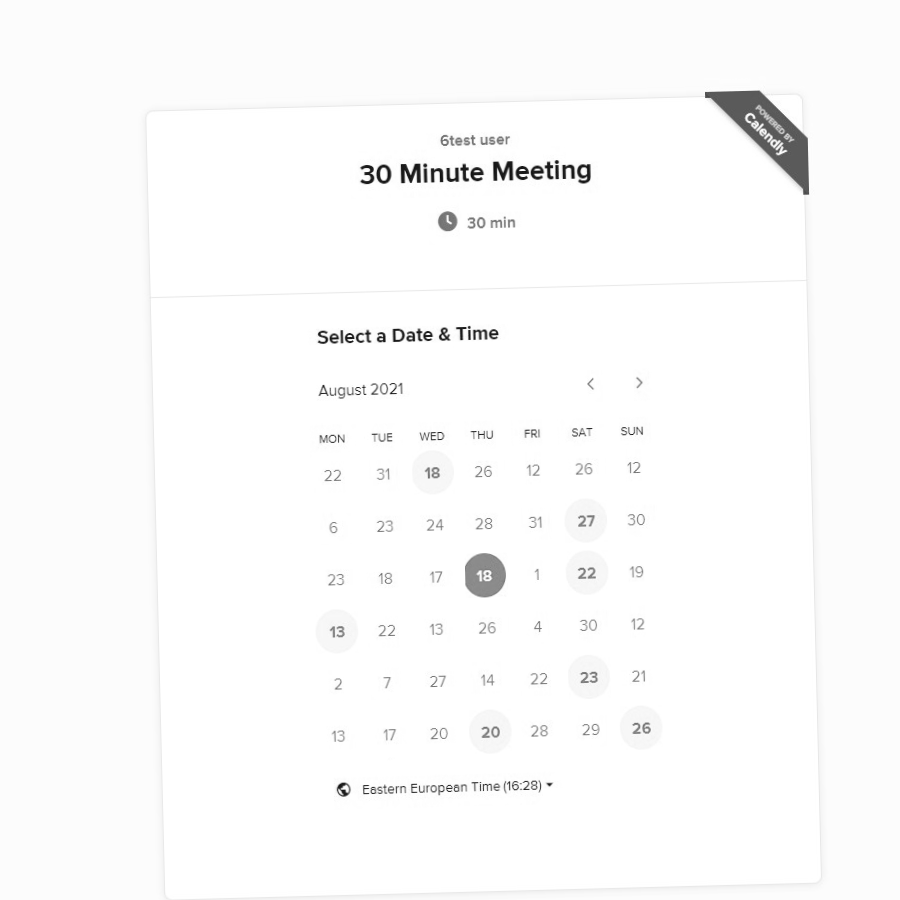 POWERED BY
Calendly
6test user
30 Minute Meeting
30 min
Select a Date & Time
August 2021
MON TUE WED THU FRI SAT SUN
22 31 18 26 12 26 12
6 23 24 28 31 27 30
23 18 17 18 1 22 19
13 22 13 26 4 30 12
2 7 27 14 22 23 21
13 17 20 20 28 29 26
Eastern European Time (16:28)